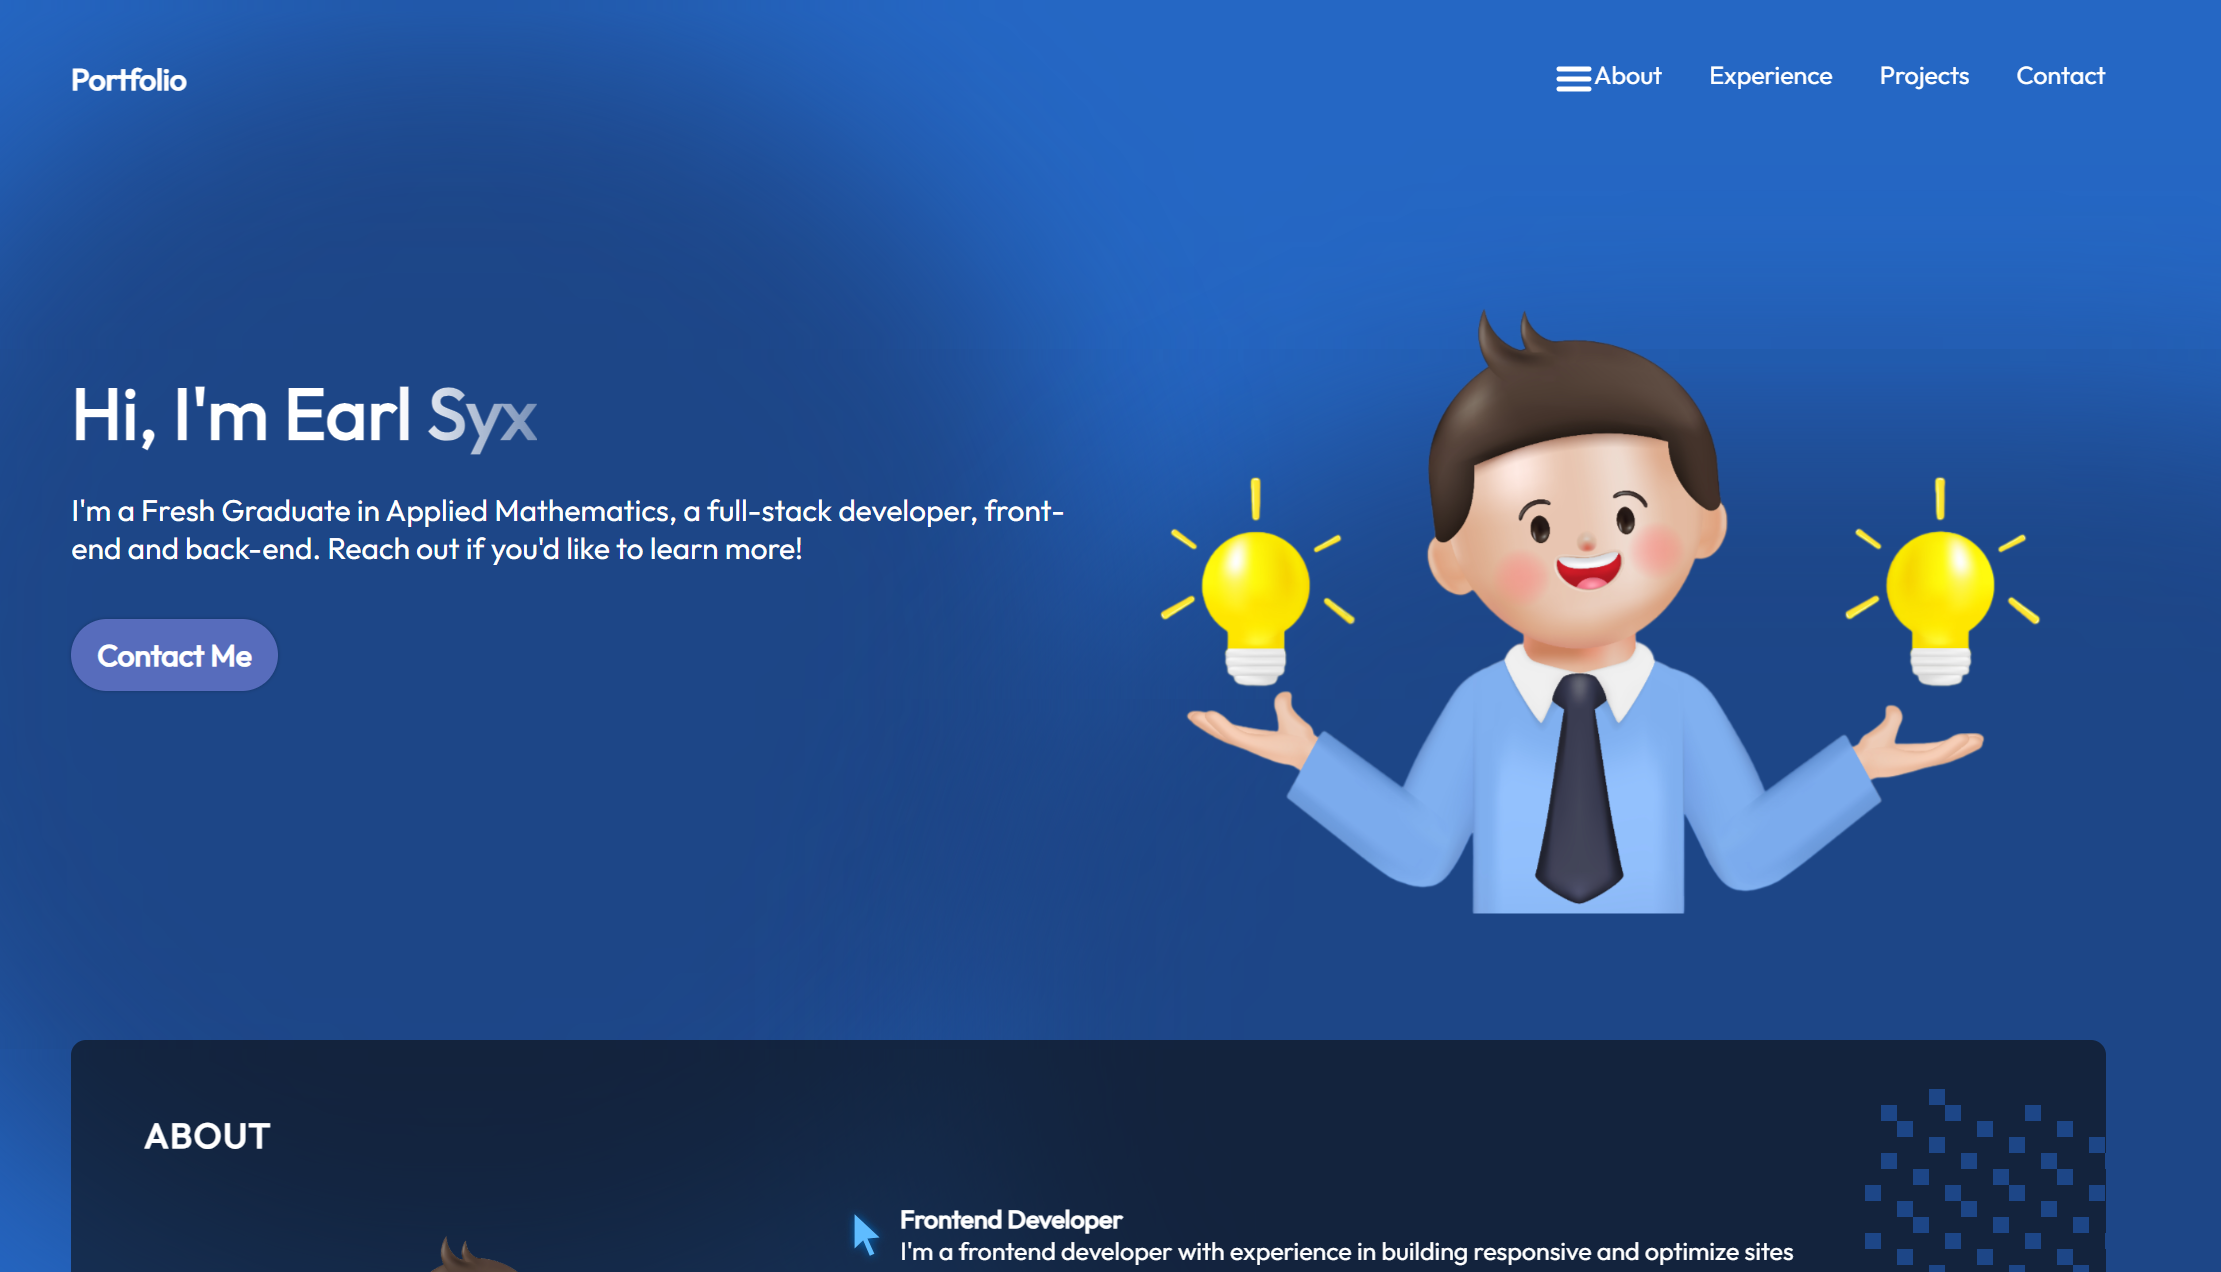 Portfolio
About Experience Projects Contact
Hi, I'm Earl Syx
I'm a Fresh Graduate in Applied Mathematics, a full-stack developer, front-
end and back-end. Reach out if you'd like to learn more!
Contact Me
ABOUT
Frontend Developer
I'm a frontend developer with experience in building responsive and optimize sites